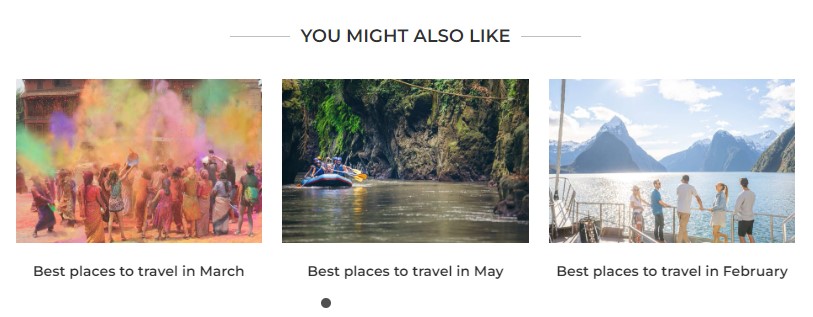 YOU MIGHT ALSO LIKE
Best places to travel in March
Best places to travel in May
Best places to travel in February